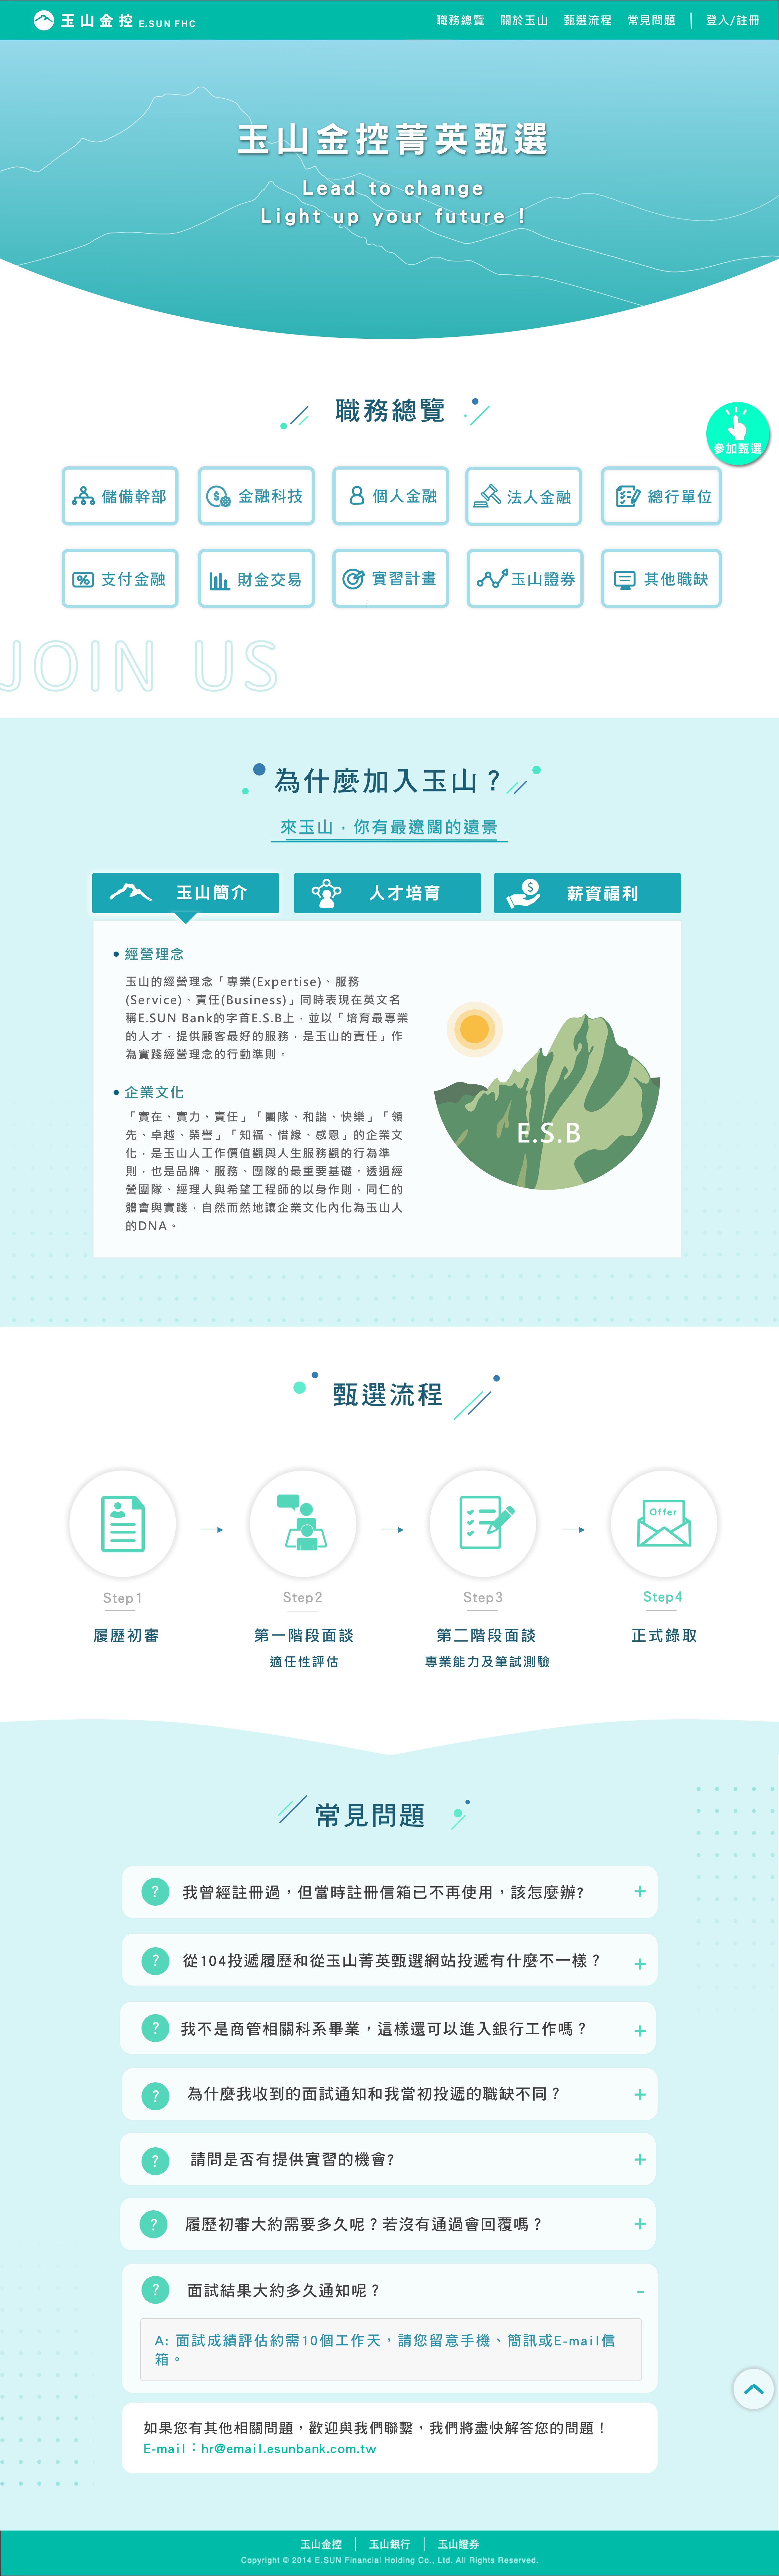 玉山金控 E.SUN FHC
職務總覽 關於玉山 甄選流程 常見問題 登入/註冊
玉山金控菁英甄選
Lead to change
Light up your future !
職務總覽
參加甄選
儲備幹部 金融科技 個人金融 法人金融 總行單位
支付金融 財金交易 實習計畫 玉山證券 其他職缺
JOIN US
為什麼加入玉山？
來玉山，你有最遼闊的遠景
玉山簡介 人才培育 薪資福利
經營理念
玉山的經營理念「專業(Expertise)、服務
(Service)、責任(Business)」同時表現在英文名
稱E.SUN Bank的字首E.S.B上，並以「培育最專業
的人才，提供顧客最好的服務，是玉山的責任」作
為實踐經營理念的行動準則。
企業文化
「實在、實力、責任」「團隊、和諧、快樂」「領
先、卓越、榮譽」「知福、惜緣、感恩」的企業文
化，是玉山人工作價值觀與人生服務觀的行為準
則，也是品牌、服務、團隊的最重要基礎。透過經
營團隊、經理人與希望工程師的以身作則，同仁的
體會與實踐，自然而然地讓企業文化內化為玉山人
的DNA。
E.S.B
甄選流程
Offer
Step1 Step2 Step3 Step4
履歷初審 第一階段面談 第二階段面談 正式錄取
適任性評估 專業能力及筆試測驗
常見問題
? 我曾經註冊過，但當時註冊信箱已不再使用，該怎麼辦? +
? 從104投遞履歷和從玉山菁英甄選網站投遞有什麼不一樣？ +
? 我不是商管相關科系畢業，這樣還可以進入銀行工作嗎？ +
? 為什麼我收到的面試通知和我當初投遞的職缺不同？ +
? 請問是否有提供實習的機會? +
? 履歷初審大約需要多久呢？若沒有通過會回覆嗎？ +
? 面試結果大約多久通知呢？ -
A: 面試成績評估約需10個工作天，請您留意手機、簡訊或E-mail信
箱。
如果您有其他相關問題，歡迎與我們聯繫，我們將盡快解答您的問題！
E-mail：hr@email.esunbank.com.tw
玉山金控 | 玉山銀行 | 玉山證券
Copyright © 2014 E.SUN Financial Holding Co., Ltd. All Rights Reserved.